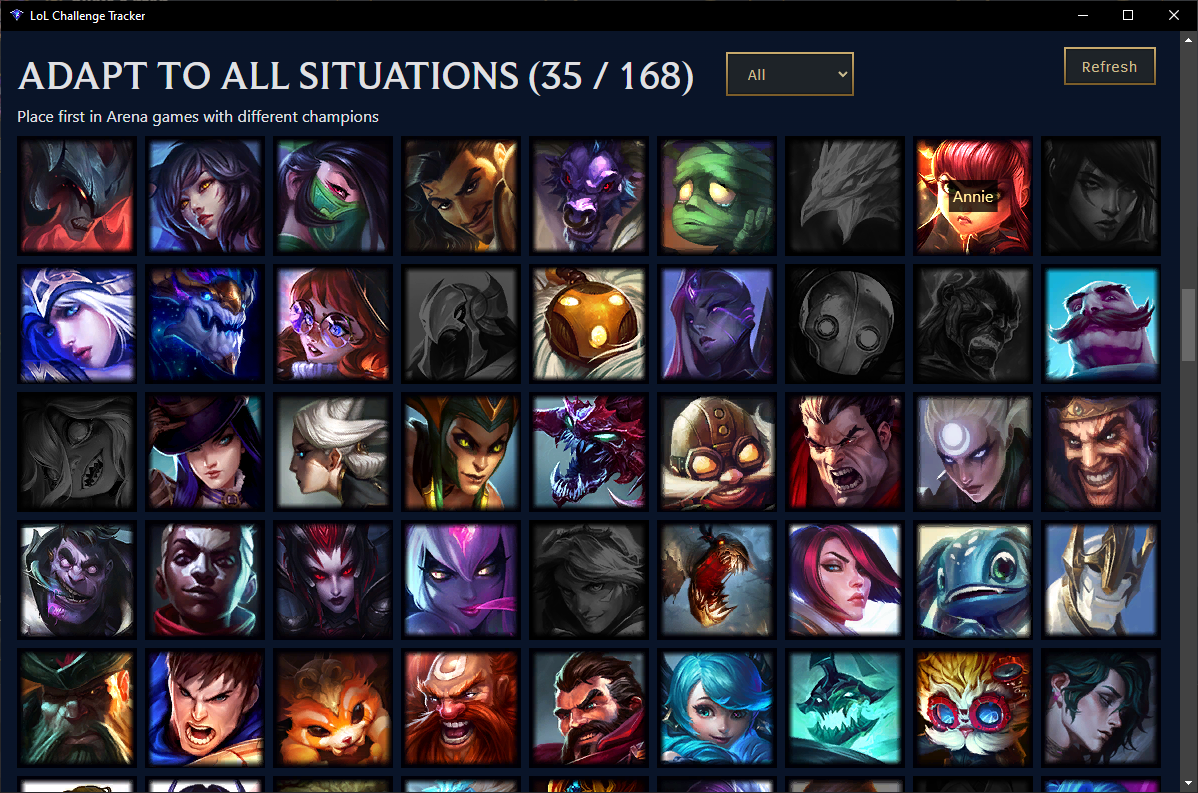 LoL Challenge Tracker
ADAPT TO ALL SITUATIONS (35 / 168)
All
Refresh
Place first in Arena games with different champions
Annie